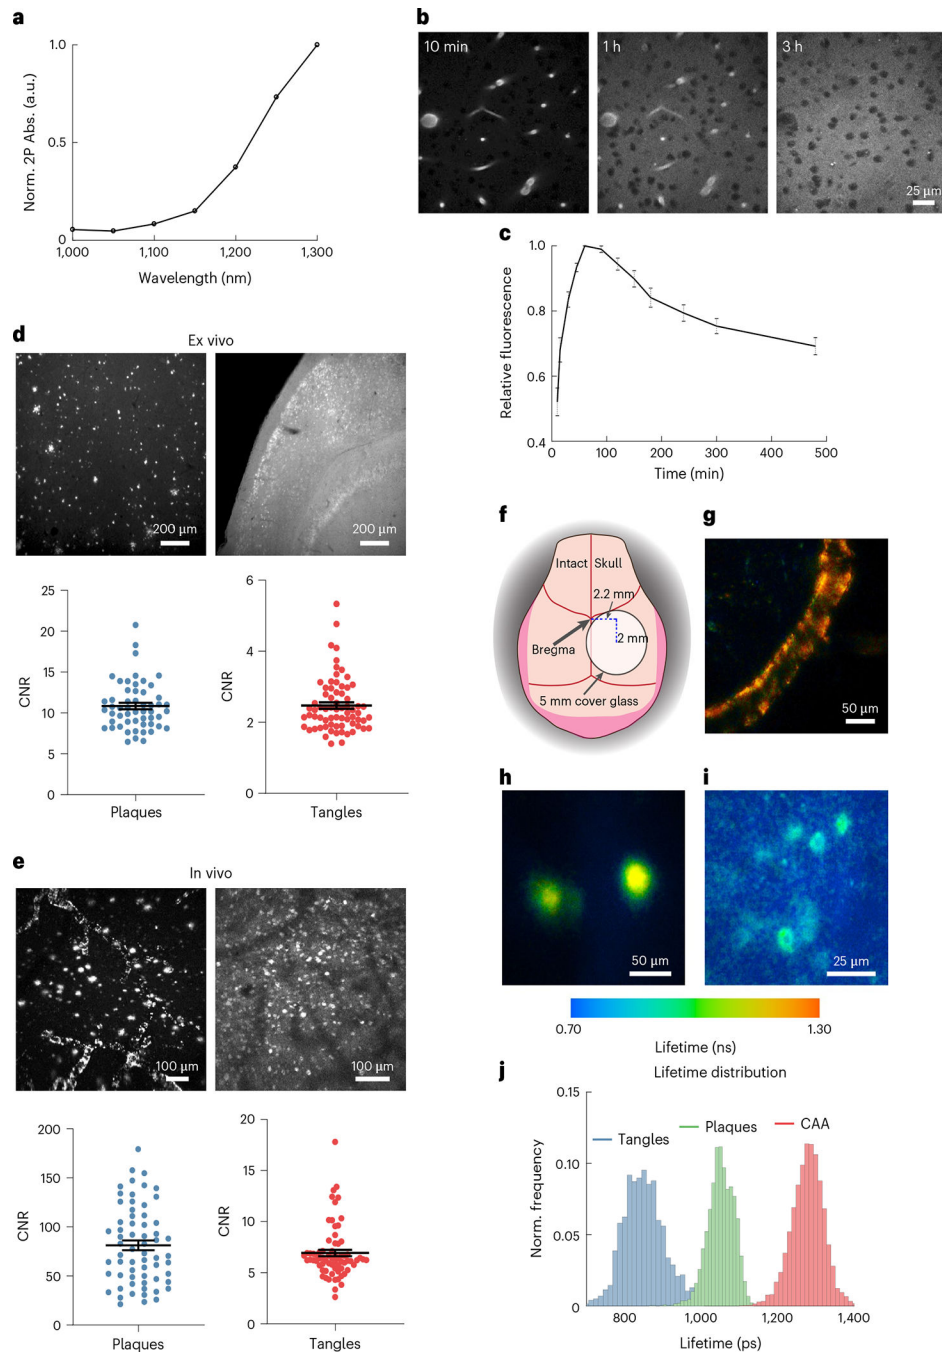 a
Norm. 2P Abs. (a.u.)
1.0
0.5
0
1,000
1,100
1,200
1,300
Wavelength (nm)
b
10 min
1 h
3 h
25 µm
c
Relative fluorescence
1.0
0.8
0.6
0.4
0
100
200
300
400
500
Time (min)
d
Ex vivo
200 µm
200 µm
CNR
25
20
15
10
5
0
Plaques
CNR
6
4
2
0
Tangles
e
In vivo
100 µm
100 µm
CNR
200
150
100
50
0
Plaques
CNR
20
15
10
5
0
Tangles
f
Intact
Skull
2.2 mm
2 mm
Bregma
5 mm cover glass
g
50 µm
h
50 µm
i
25 µm
0.70
1.30
Lifetime (ns)
j
Lifetime distribution
Norm. frequency
0.15
0.10
0.05
0
Tangles
Plaques
CAA
800
1,000
1,200
1,400
Lifetime (ps)